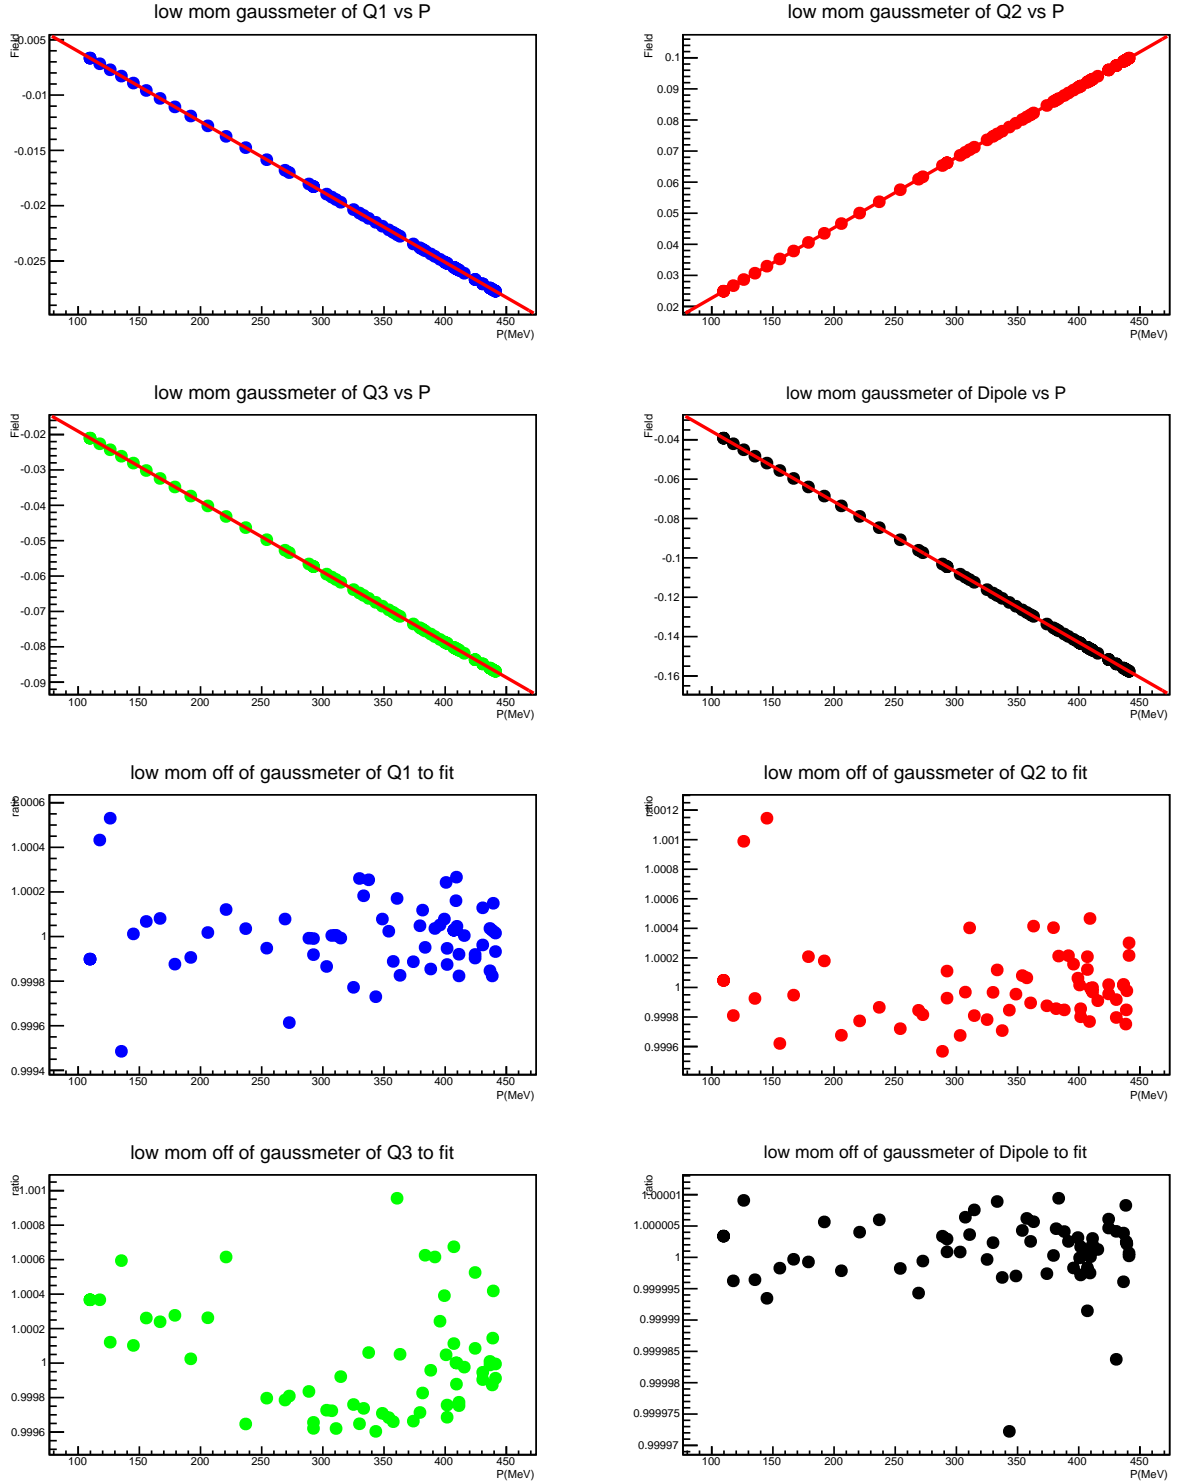 low mom gaussmeter of Q1 vs P
Field
-0.005
-0.01
-0.015
-0.02
-0.025
100 150 200 250 300 350 400 450
P(MeV)
low mom gaussmeter of Q2 vs P
Field
0.1
0.09
0.08
0.07
0.06
0.05
0.04
0.03
0.02
100 150 200 250 300 350 400 450
P(MeV)
low mom gaussmeter of Q3 vs P
Field
-0.02
-0.03
-0.04
-0.05
-0.06
-0.07
-0.08
-0.09
100 150 200 250 300 350 400 450
P(MeV)
low mom gaussmeter of Dipole vs P
Field
-0.04
-0.06
-0.08
-0.1
-0.12
-0.14
-0.16
100 150 200 250 300 350 400 450
P(MeV)
low mom off of gaussmeter of Q1 to fit
ratio
1.0006
1.0004
1.0002
1
0.9998
0.9996
0.9994
100 150 200 250 300 350 400 450
P(MeV)
low mom off of gaussmeter of Q2 to fit
ratio
1.0012
1.001
1.0008
1.0006
1.0004
1.0002
1
0.9998
0.9996
100 150 200 250 300 350 400 450
P(MeV)
low mom off of gaussmeter of Q3 to fit
ratio
1.001
1.0008
1.0006
1.0004
1.0002
1
0.9998
0.9996
100 150 200 250 300 350 400 450
P(MeV)
low mom off of gaussmeter of Dipole to fit
ratio
1.00001
1.000005
1
0.999995
0.99999
0.999985
0.99998
0.999975
0.99997
100 150 200 250 300 350 400 450
P(MeV)